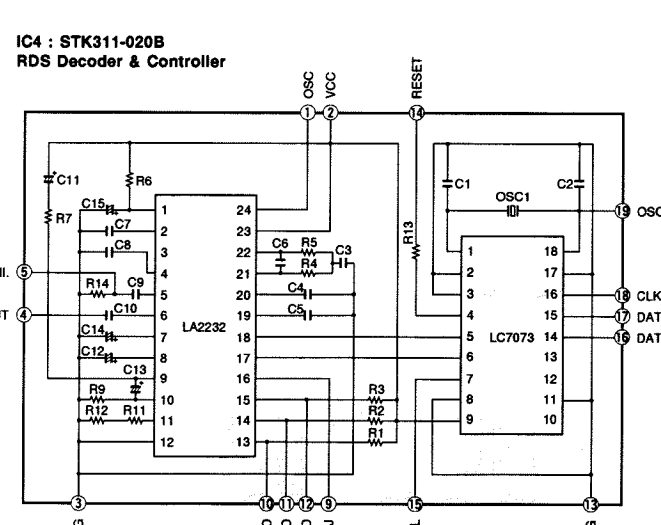 IC4 : STK311-020B
RDS Decoder & Controller
OSC
VCC
RESET
1
2
14
C11
R6
C1
C2
OSC1
R7
C15
1
24
19
OSC
C7
2
23
C8
3
22
C6
R5
C3
R13
1
18
4
21
R4
2
17
5
R14
C9
5
20
C4
3
16
18
CLK
4
C10
6
19
C5
4
15
17
DAT
C14
7
LA2232
18
5
LC7073
14
16
DAT
C12
8
17
6
13
C13
9
16
7
12
R9
10
15
R3
8
11
R12
R11
11
14
R2
9
10
12
13
R1
3
10
11
12
9
15
13